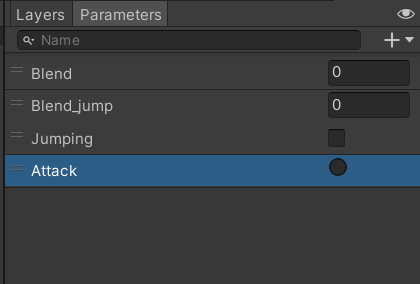 Layers Parameters
Name
Blend 0
Blend_jump 0
Jumping
Attack